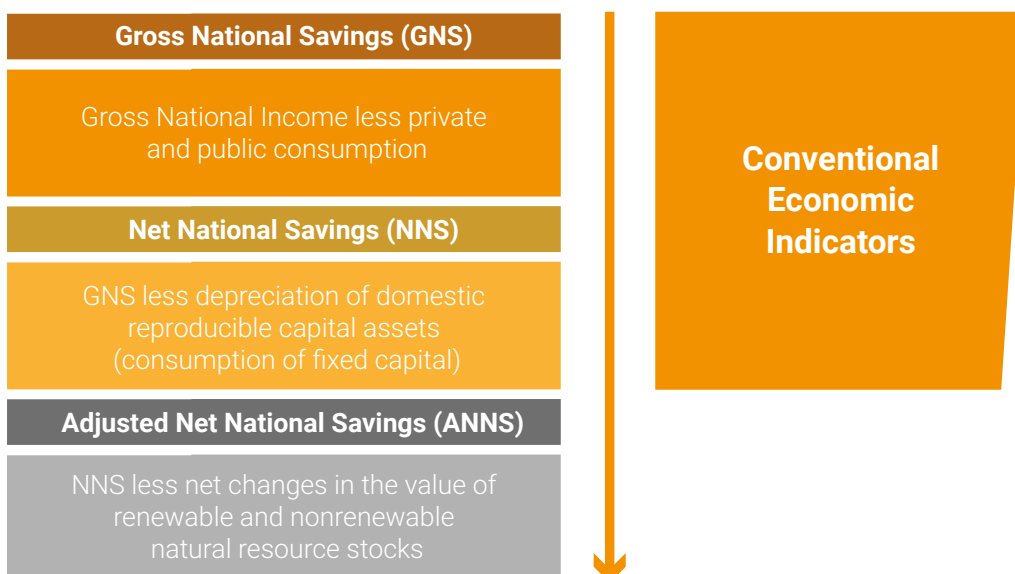 Gross National Savings (GNS)
Gross National Income less private
and public consumption
Net National Savings (NNS)
GNS less depreciation of domestic
reproducible capital assets
(consumption of fixed capital)
Adjusted Net National Savings (ANNS)
NNS less net changes in the value of
renewable and nonrenewable
natural resource stocks
Conventional
Economic
Indicators